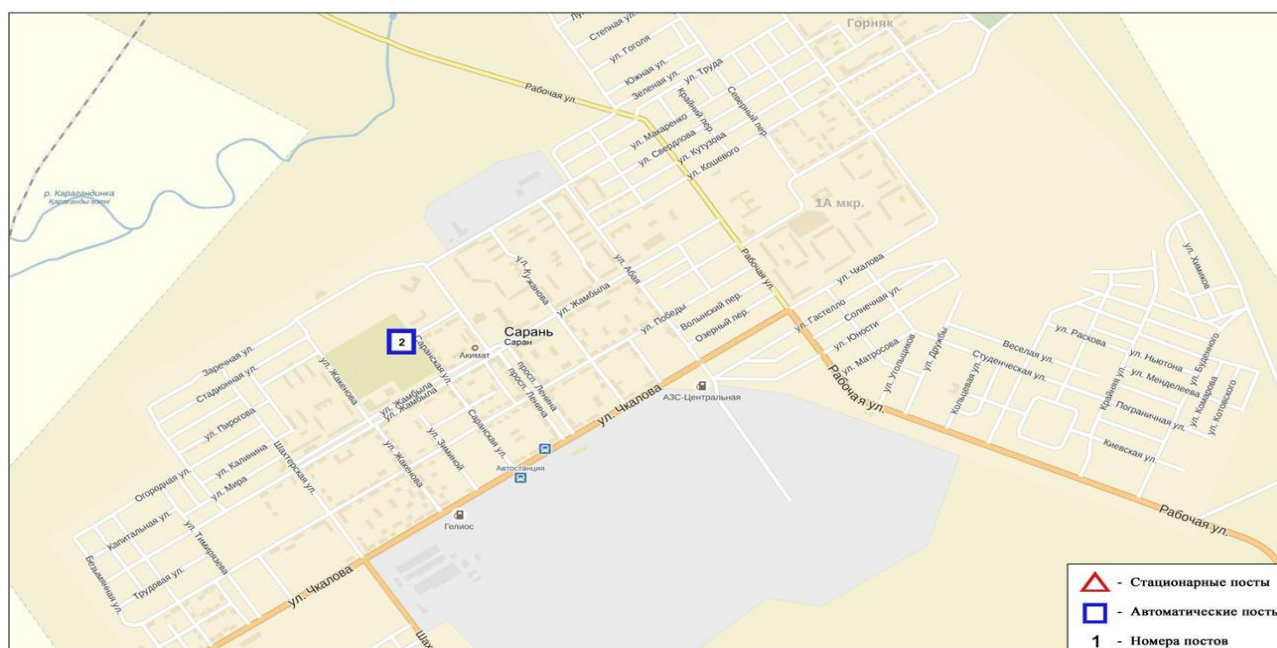 Горняк
Степная ул.
ул. Гоголя
Южная ул.
Зеленая ул.
ул. Труда
Рабочая ул.
Крайний пер.
Северный пер.
ул. Макаренко
ул. Свердлова
ул. Кутузова
ул. Кошевого
р. Карагандинка
Қарағанды өзені
1А мкр.
ул. Химиков
ул. Кужанова
ул. Абая
Рабочая ул.
ул. Чкалова
ул. Жамбыла
ул. Победы
Волынский пер.
Озерный пер.
ул. Гастелло
Солнечная ул.
ул. Юности
ул. Матросова
ул. Угольщиков
ул. Дружбы
Сарань
Саран
2
Акимат
Саранская ул.
Заречная ул.
Стадионная ул.
ул. Жакенова
ул. Жамбыла
ул. Жамбыла
просп. Ленина
просп. Ленина
ул. Раскова
Веселая ул.
Студенческая ул.
ул. Ньютона
ул. Менделеева
ул. Буденного
Кольцевая ул.
Крайняя ул.
ул. Комарова
ул. Котовского
Пограничная ул.
Киевская ул.
АЗС-Центральная
ул. Чкалова
Рабочая ул.
ул. Пирогова
ул. Калинина
Огородная ул.
ул. Мира
Шахтерская ул.
ул. Жакенова
ул. Зиминой
Саранская ул.
Автостанция
Гелиос
Капитальная ул.
ул. Тимирязева
Трудовая ул.
Безымянная ул.
ул. Чкалова
Рабочая ул.
- Стационарные посты
- Автоматические посты
1 - Номера постов